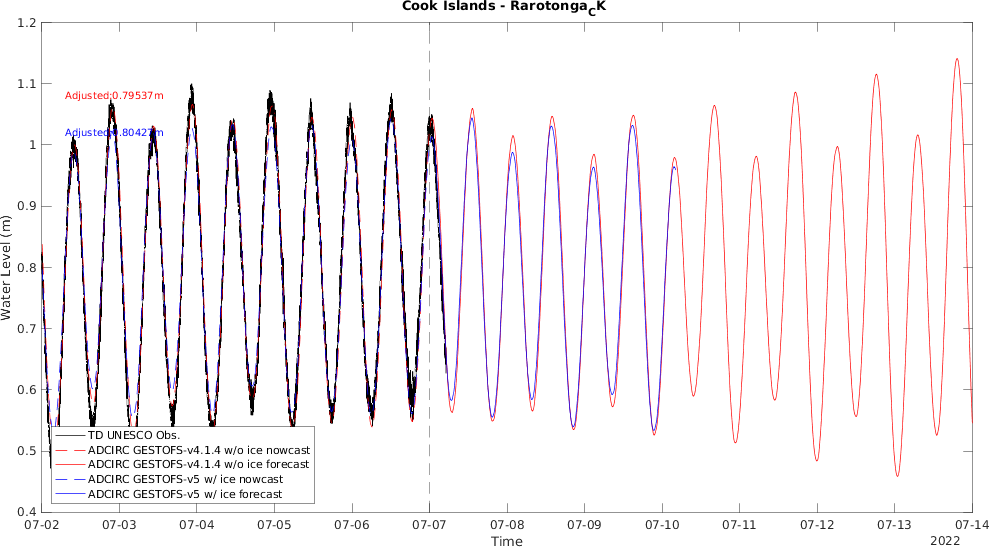 Cook Islands - Rarotonga_CK
1.2
1.1
1
0.9
0.8
0.7
0.6
0.5
0.4
Water Level (m)
Adjusted:0.79537m
Adjusted:0.80427m
TD UNESCO Obs.
ADCIRC GESTOFS-v4.1.4 w/o ice nowcast
ADCIRC GESTOFS-v4.1.4 w/o ice forecast
ADCIRC GESTOFS-v5 w/ ice nowcast
ADCIRC GESTOFS-v5 w/ ice forecast
07-02 07-03 07-04 07-05 07-06 07-07 07-08 07-09 07-10 07-11 07-12 07-13 07-14
Time
2022